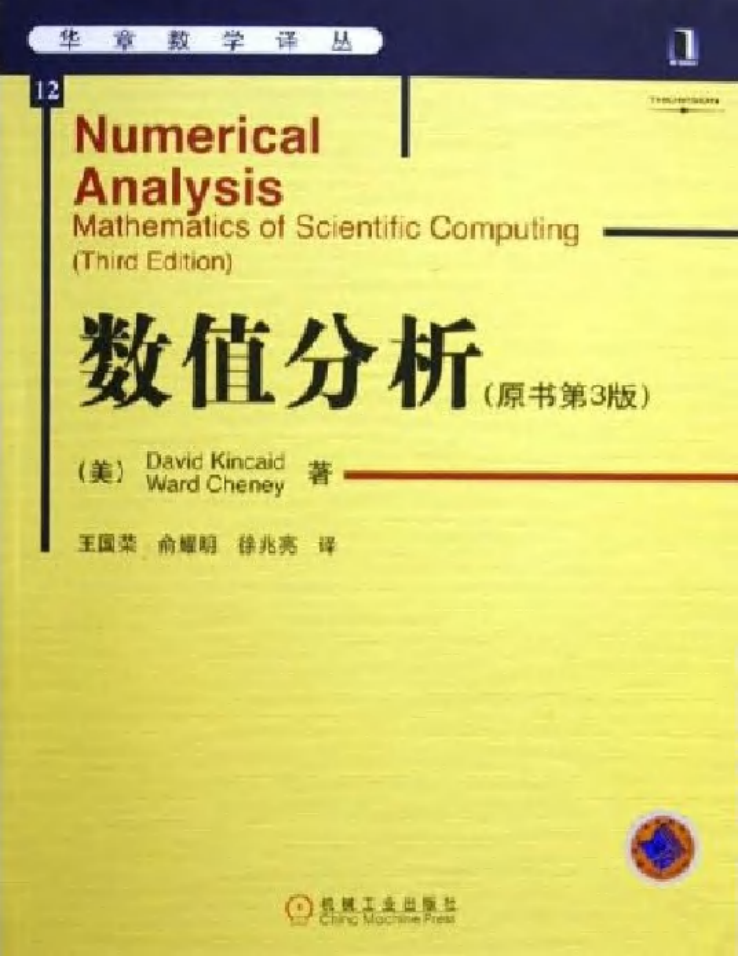 华章数学译丛
12
THOMSON
Numerical
Analysis
Mathematics of Scientific Computing
(Third Edition)
数值分析(原书第3版)
(美) David Kincaid
Ward Cheney 著
王国荣 俞耀明 徐兆亮 译
机械工业出版社
China Machine Press